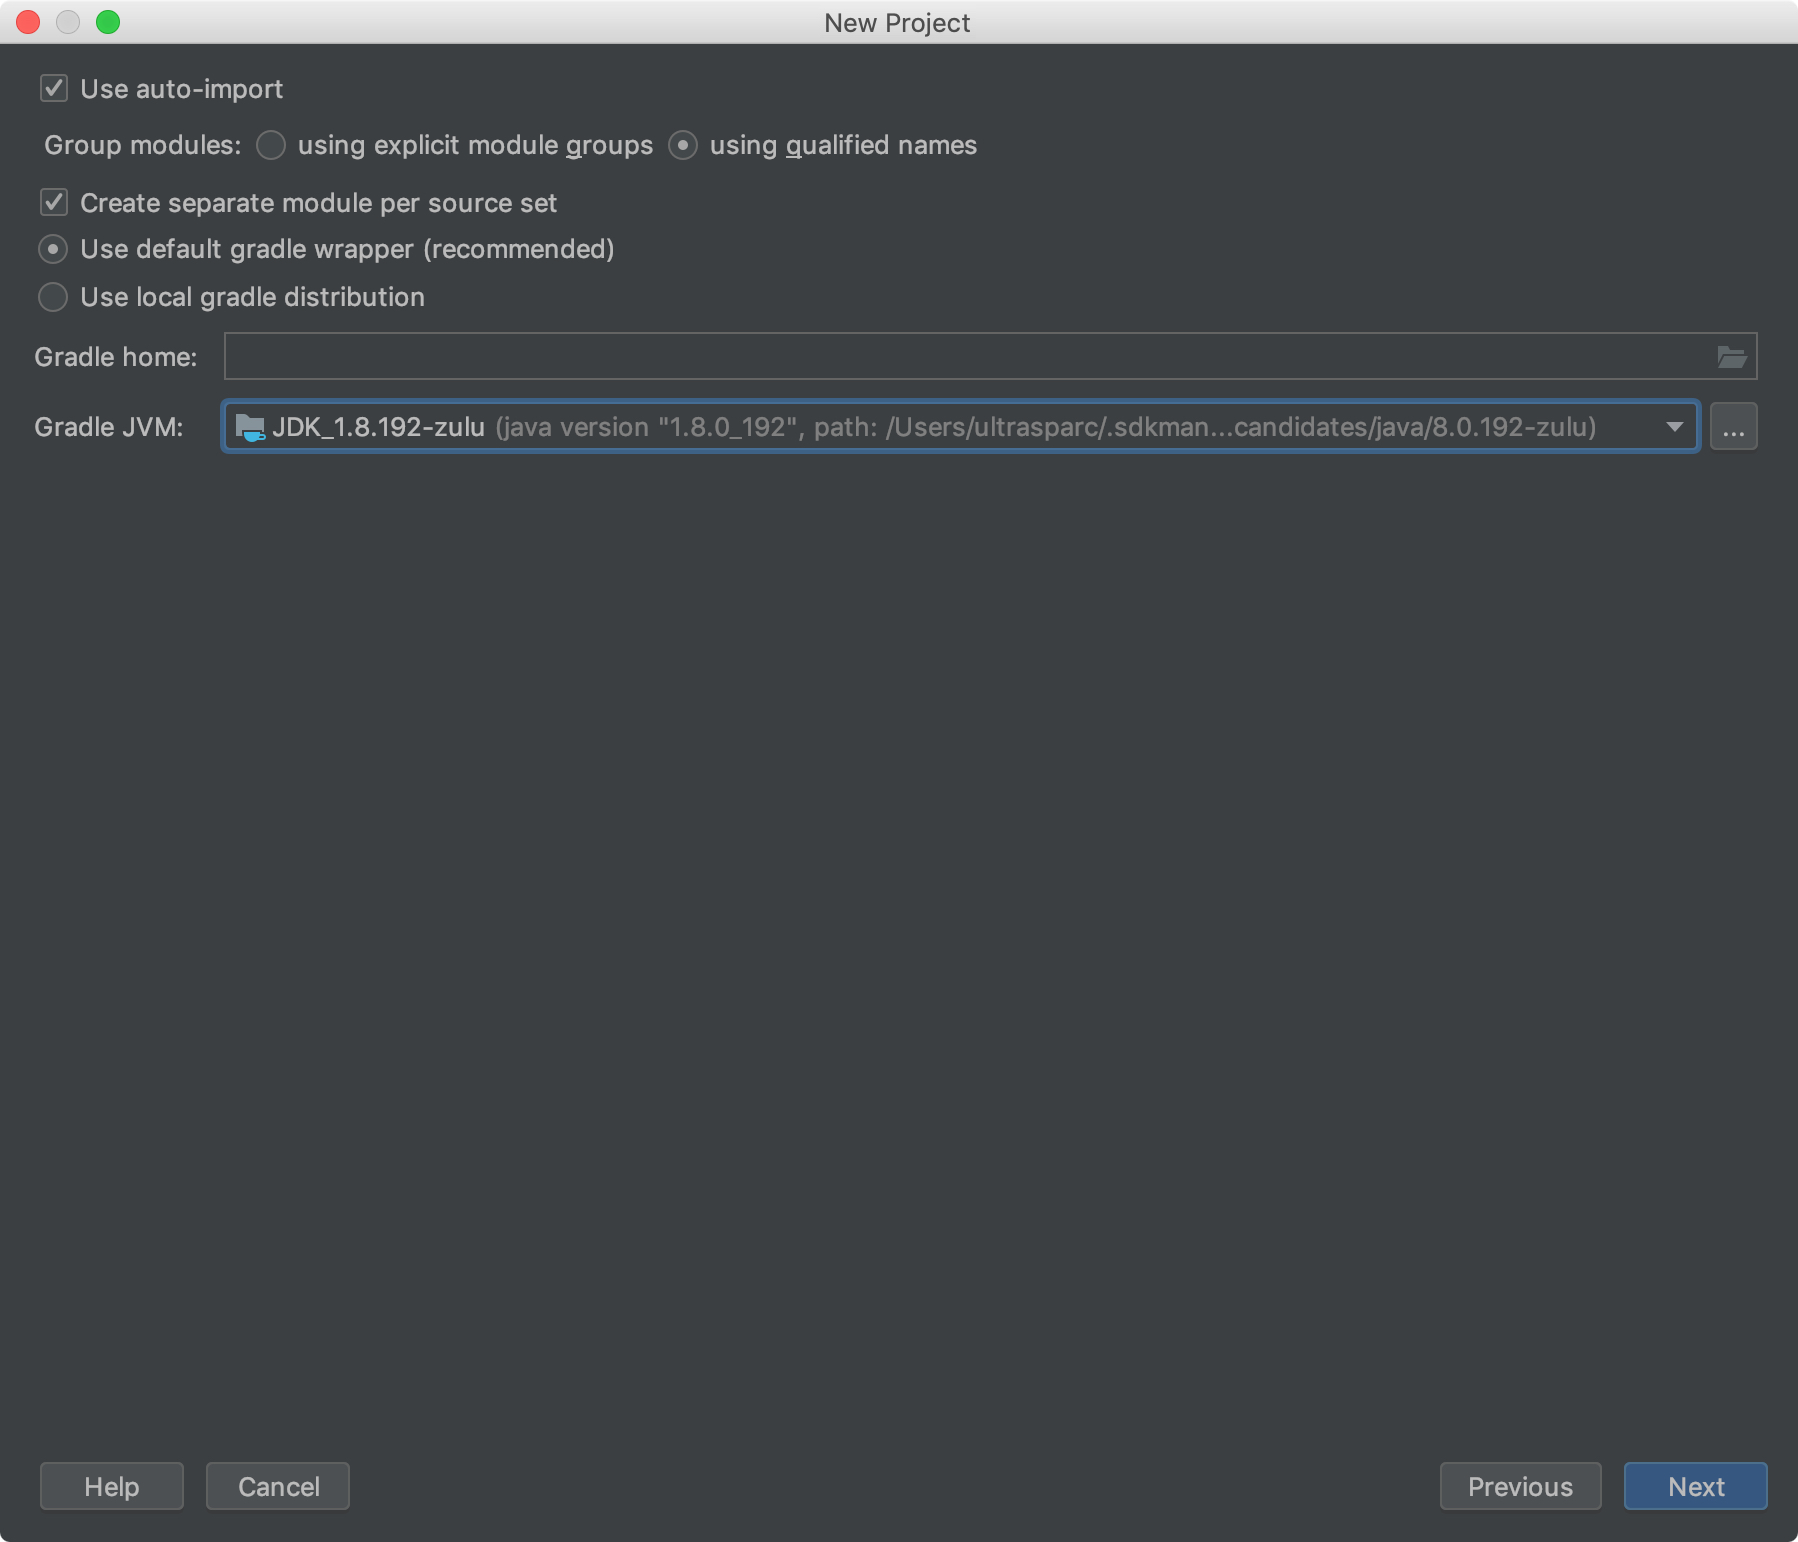 New Project
Use auto-import
Group modules: using explicit module groups using qualified names
Create separate module per source set
Use default gradle wrapper (recommended)
Use local gradle distribution
Gradle home:
Gradle JVM: JDK_1.8.192-zulu (java version "1.8.0_192", path: /Users/ultrasparc/.sdkman...candidates/java/8.0.192-zulu) ...
Help Cancel Previous Next